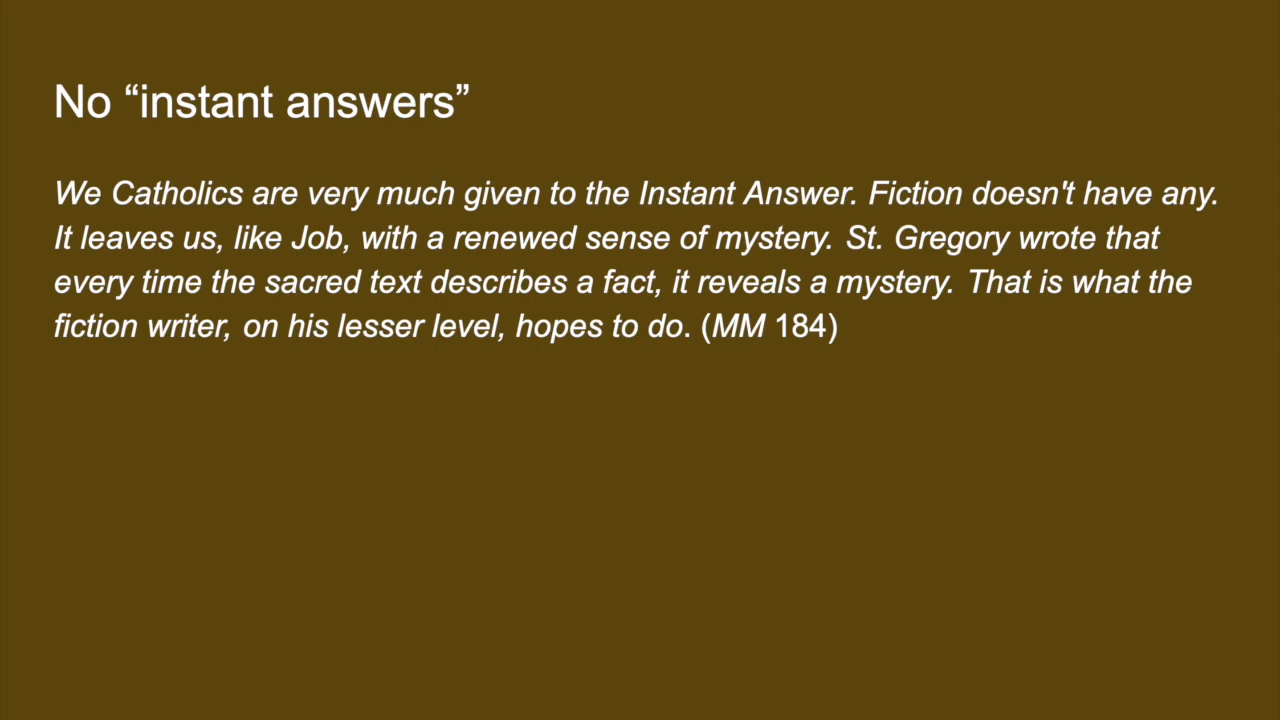 No “instant answers”
We Catholics are very much given to the Instant Answer. Fiction doesn't have any.
It leaves us, like Job, with a renewed sense of mystery. St. Gregory wrote that
every time the sacred text describes a fact, it reveals a mystery. That is what the
fiction writer, on his lesser level, hopes to do. (MM 184)